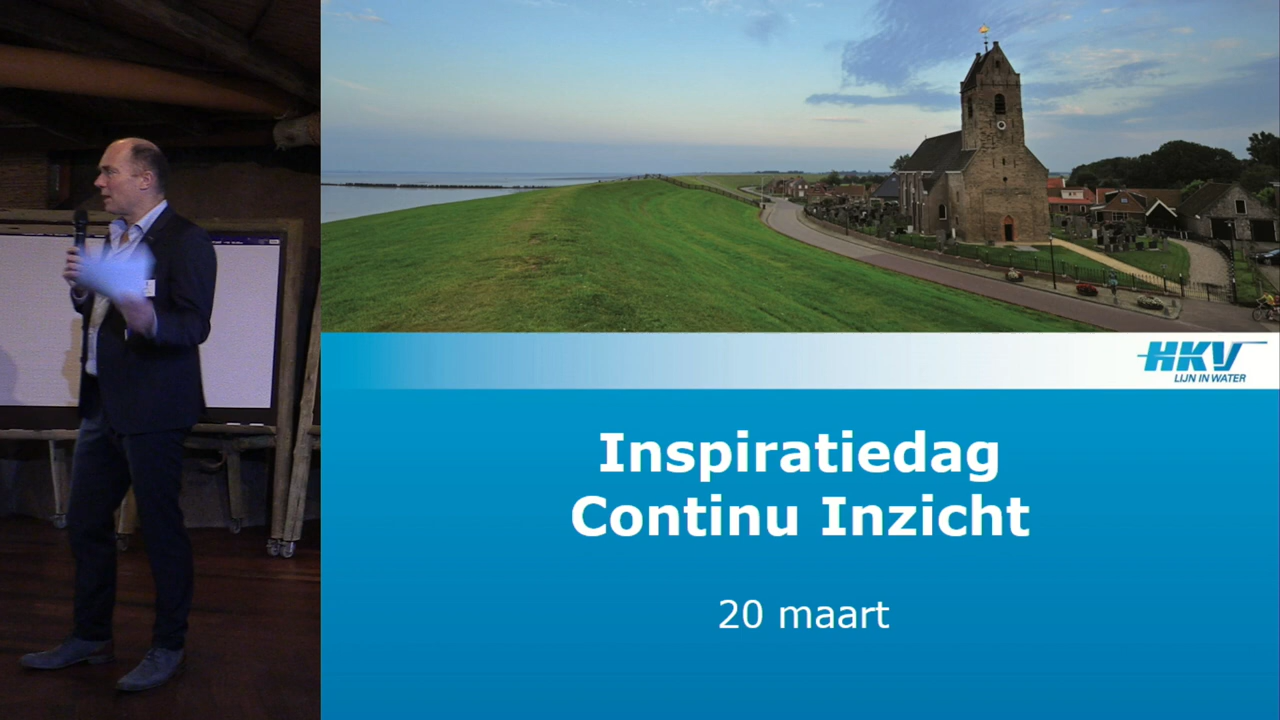 HKV
LIJN IN WATER
Inspiratiedag
Continu Inzicht
20 maart